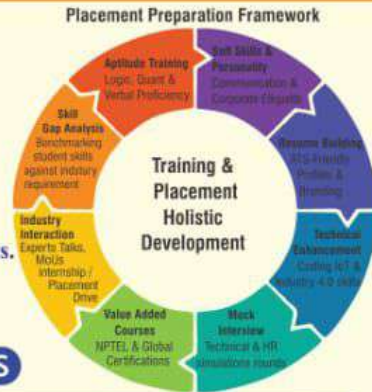 Placement Preparation Framework
Aptitude Training
Logic, Quant &
Verbal Proficiency
Soft Skills &
Personality
Communication &
Corporate Etiquette
Resume Building
ATS-Friendly
Profiles &
Branding
Technical
Enhancement
Coding IoT &
Industry 4.0 skills
Mock
Interview
Technical & HR
simulations rounds
Value Added
Courses
NPTEL & Global
Certifications
Industry
Interaction
Experts Talks,
MoUs
Internship /
Placement
Drive
Skill
Gap Analysis
Benchmarking
student skills
against indstury
requirement
Training &
Placement
Holistic
Development
s.
S